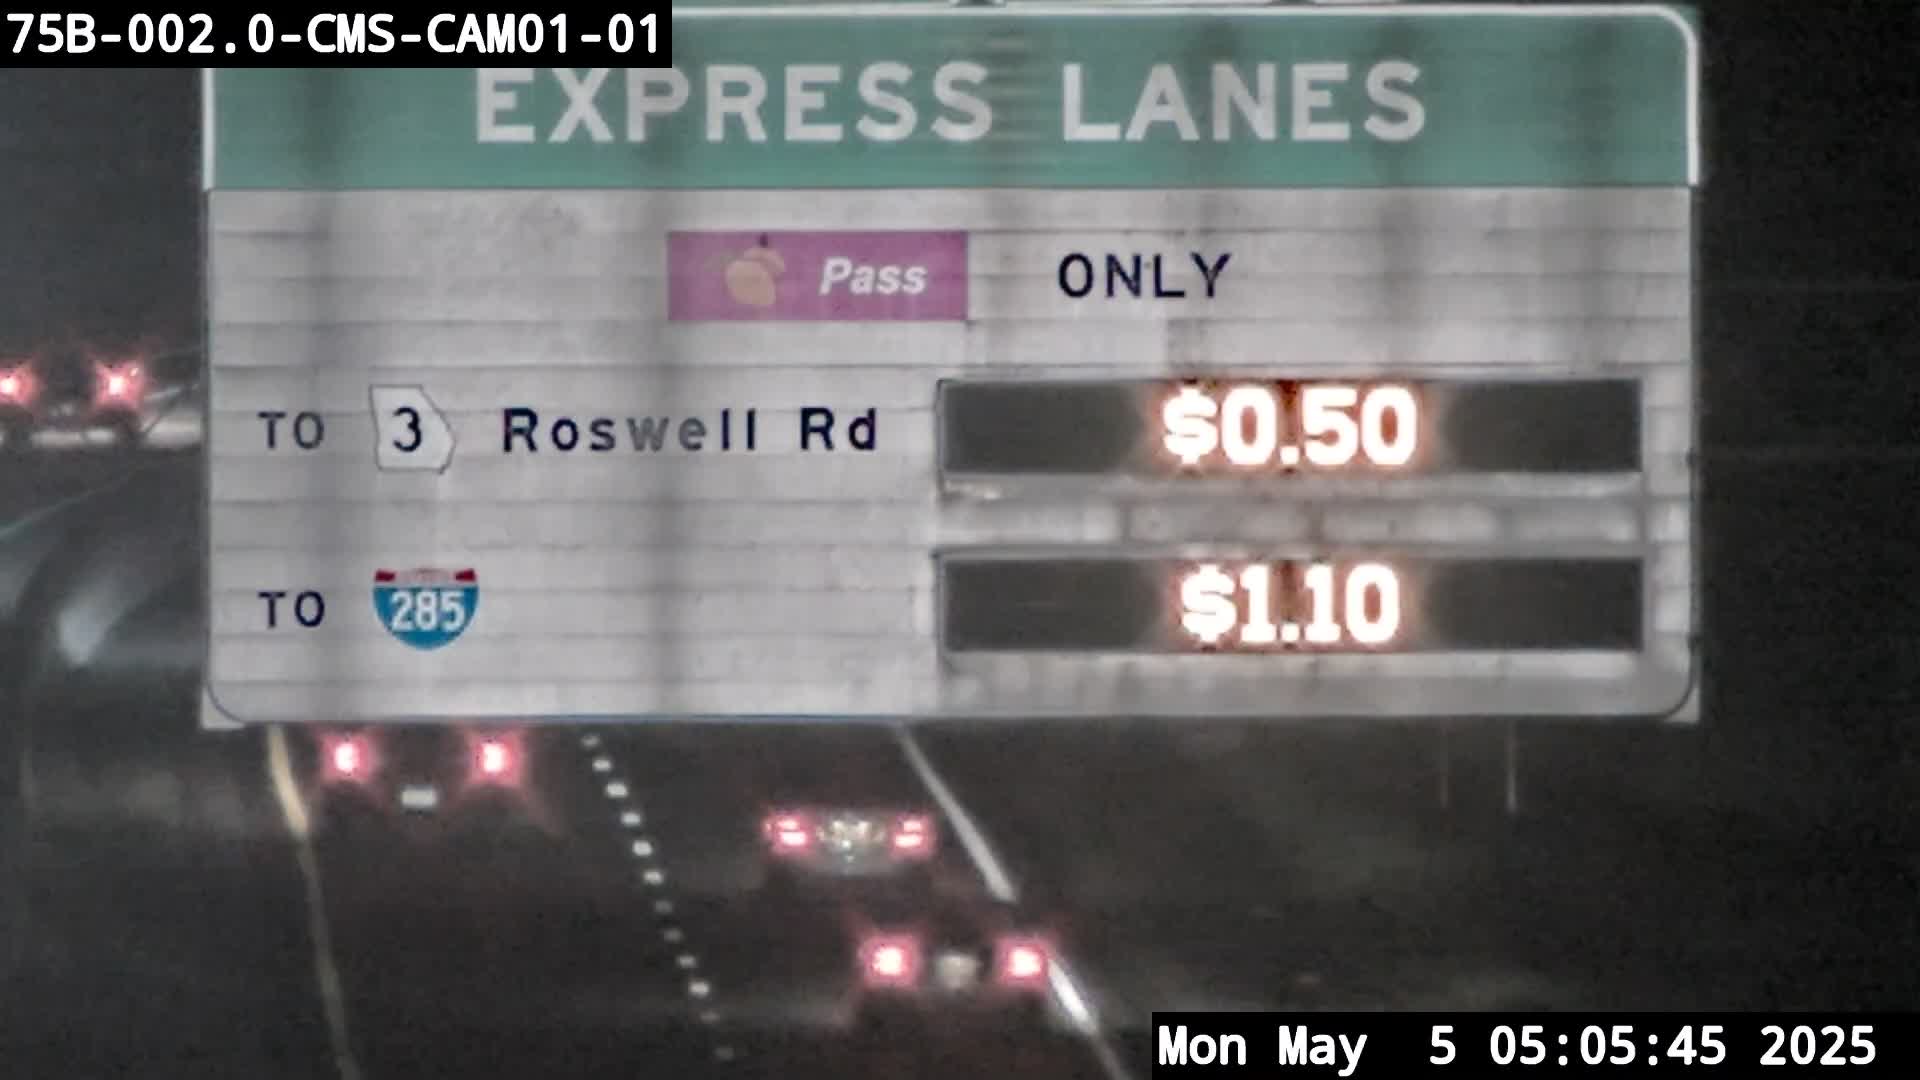 75B-002.0-CMS-CAM01-01
EXPRESS LANES
Pass ONLY
TO 3 Roswell Rd $0.50
TO 285 $1.10
Mon May 5 05:05:45 2025